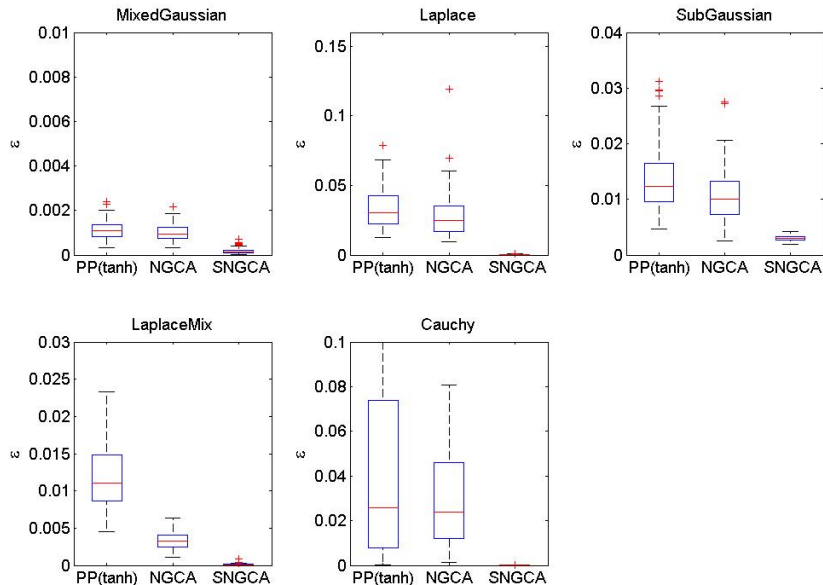 MixedGaussian
0.01
0.008
0.006
0.004
0.002
0
ε
PP(tanh) NGCA SNGCA
Laplace
0.15
0.1
0.05
0
ε
PP(tanh) NGCA SNGCA
SubGaussian
0.04
0.03
0.02
0.01
0
ε
PP(tanh) NGCA SNGCA
LaplaceMix
0.03
0.025
0.02
0.015
0.01
0.005
0
ε
PP(tanh) NGCA SNGCA
Cauchy
0.1
0.08
0.06
0.04
0.02
0
ε
PP(tanh) NGCA SNGCA